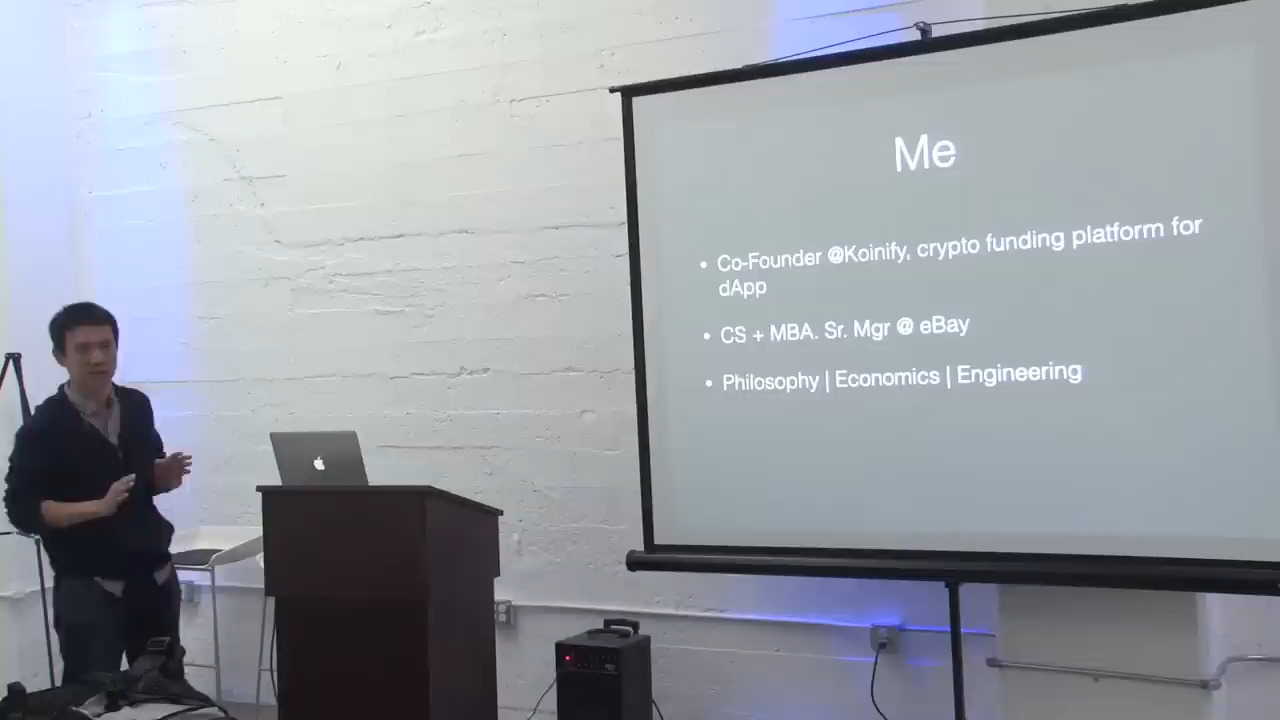 Me
• Co-Founder @Koinify, crypto funding platform for
dApp
• CS + MBA. Sr. Mgr @ eBay
• Philosophy | Economics | Engineering